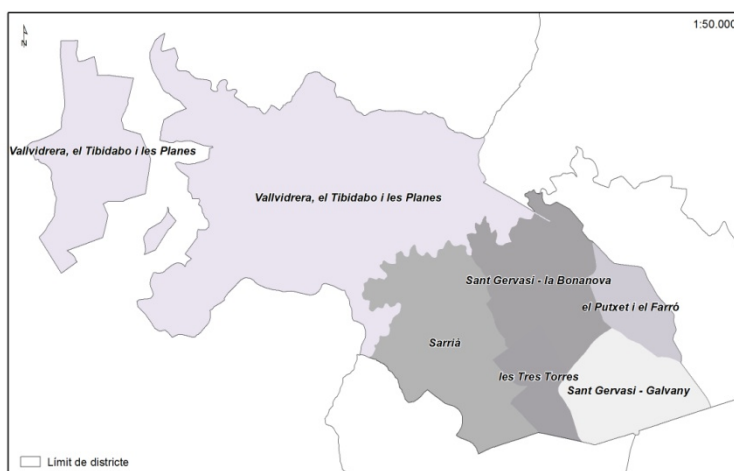 1:50.000
N
Vallvidrera, el Tibidabo i les Planes
Vallvidrera, el Tibidabo i les Planes
Sant Gervasi - la Bonanova
el Putxet i el Farró
Sarrià
les Tres Torres
Sant Gervasi - Galvany
Límit de districte